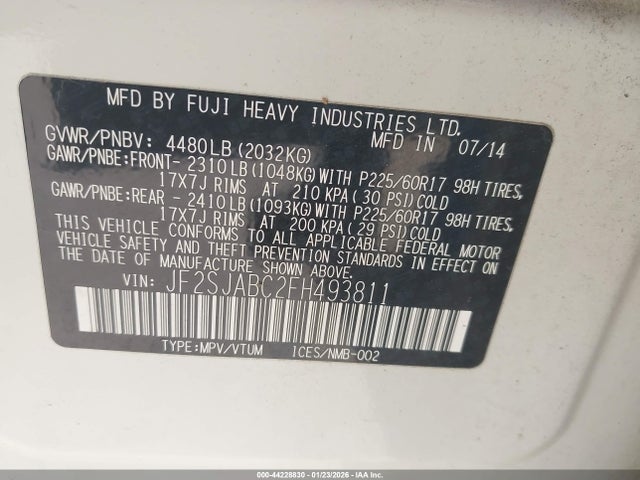 MFD BY FUJI HEAVY INDUSTRIES LTD.
GVWR/PNBV: 4480LB(2032KG) MFD IN 07/14
GAWR/PNBE:FRONT- 2310LB(1048KG)WITH P225/60R17 98H TIRES,
17X7J RIMS AT 210 KPA(30 PSI)COLD
GAWR/PNBE:REAR - 2410LB(1093KG)WITH P225/60R17 98H TIRES,
17X7J RIMS AT 200 KPA(29 PSI)COLD
THIS VEHICLE CONFORMS TO ALL APPLICABLE FEDERAL MOTOR
VEHICLE SAFETY AND THEFT PREVENTION STANDARDS IN EFFECT ON
THE DATE OF MANUFACTURE SHOWN ABOVE.
VIN: JF2SJABC2FH493811
TYPE:MPV/VTUM ICES/NMB-002
000-44228830 - 01/23/2026 - IAAI